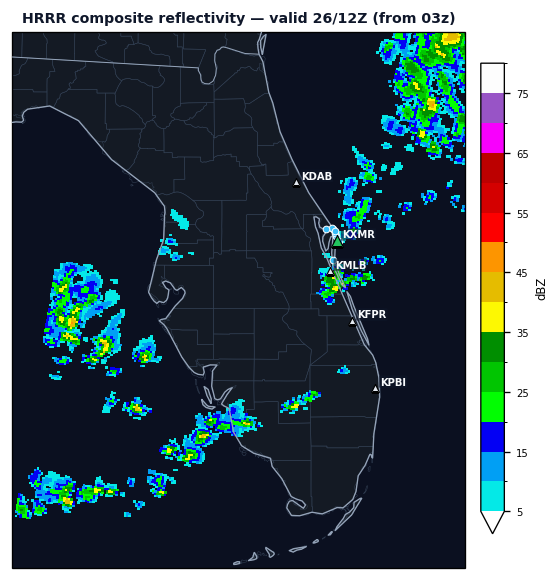 HRRR composite reflectivity — valid 26/12Z (from 03z)
75
65
55
45
35
25
15
5
dBZ
KDAB
KXMR
KMLB
KFPR
KPBI